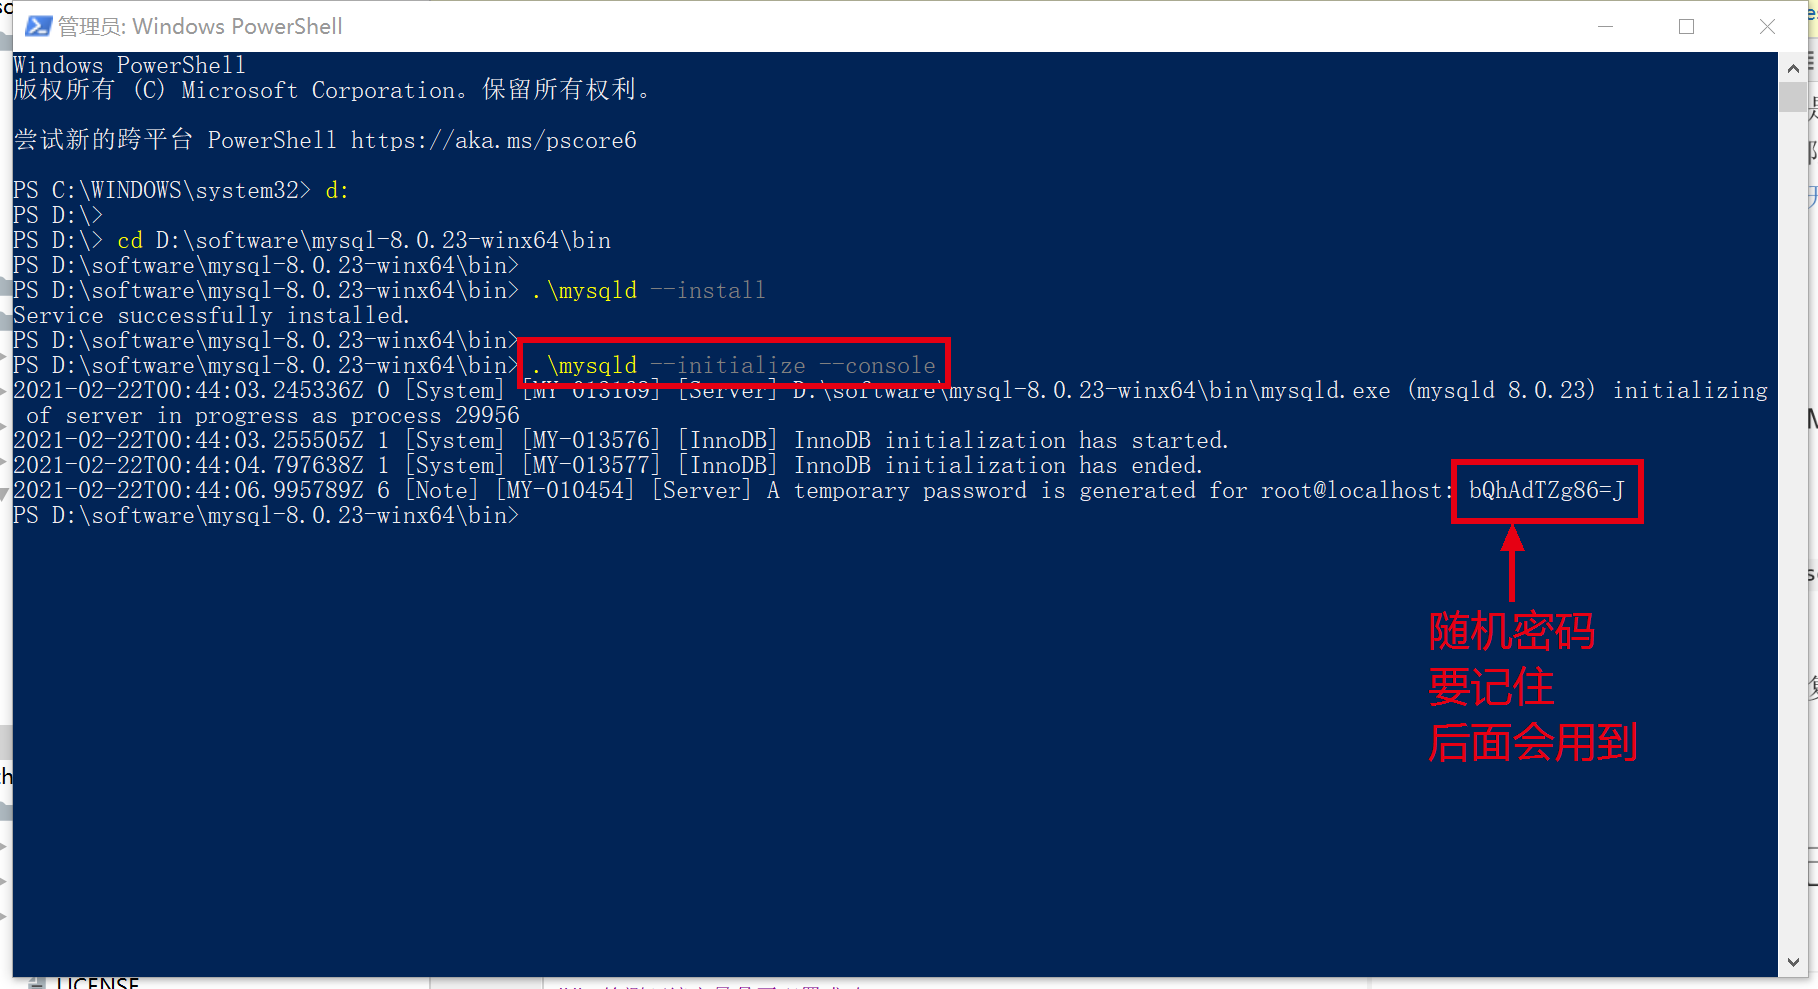 管理员: Windows PowerShell
Windows PowerShell
版权所有 (C) Microsoft Corporation。保留所有权利。
尝试新的跨平台 PowerShell https://aka.ms/pscore6
PS C:\WINDOWS\system32> d:
PS D:\>
PS D:\> cd D:\software\mysql-8.0.23-winx64\bin
PS D:\software\mysql-8.0.23-winx64\bin>
PS D:\software\mysql-8.0.23-winx64\bin> .\mysqld --install
Service successfully installed.
PS D:\software\mysql-8.0.23-winx64\bin>
PS D:\software\mysql-8.0.23-winx64\bin> .\mysqld --initialize --console
2021-02-22T00:44:03.245336Z 0 [System] [MY-013169] [Server] D:\software\mysql-8.0.23-winx64\bin\mysqld.exe (mysqld 8.0.23) initializing
of server in progress as process 29956
2021-02-22T00:44:03.255505Z 1 [System] [MY-013576] [InnoDB] InnoDB initialization has started.
2021-02-22T00:44:04.797638Z 1 [System] [MY-013577] [InnoDB] InnoDB initialization has ended.
2021-02-22T00:44:06.995789Z 6 [Note] [MY-010454] [Server] A temporary password is generated for root@localhost: bQhAdTZg86=J
PS D:\software\mysql-8.0.23-winx64\bin>
随机密码
要记住
后面会用到
LICENSE